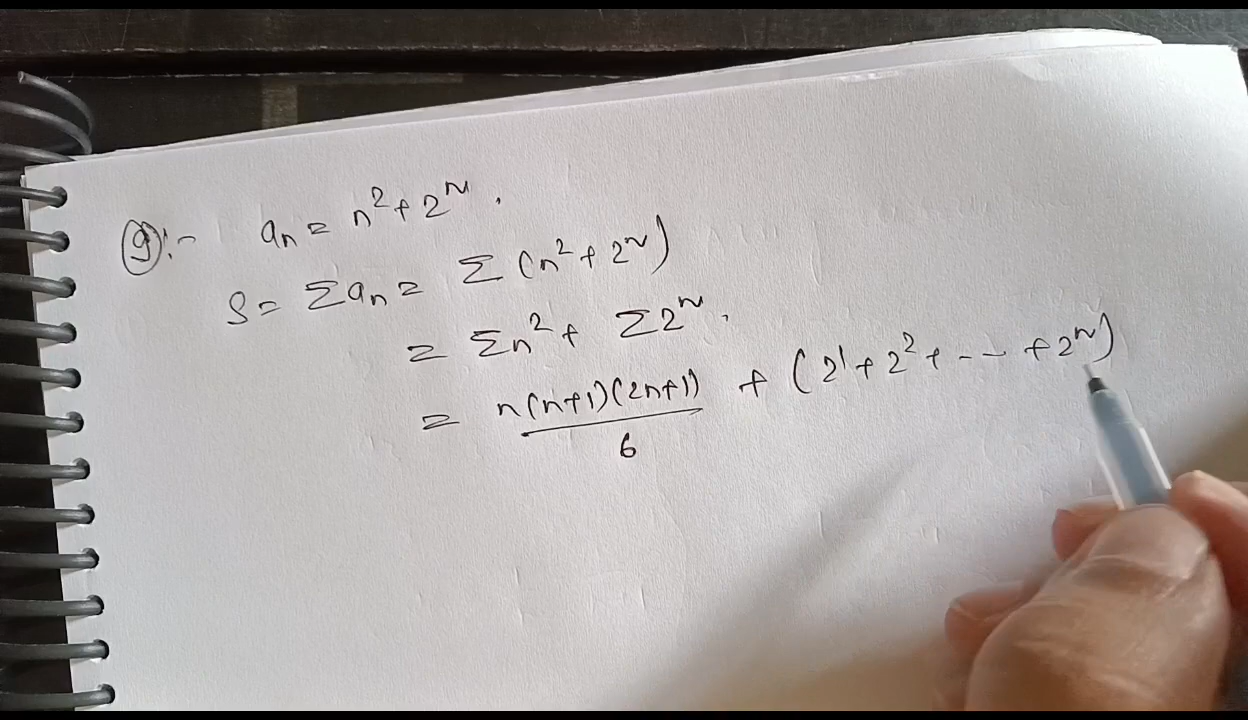 9:- aₙ = n² + 2ⁿ.
S = Σaₙ = Σ(n² + 2ⁿ)
= Σn² + Σ2ⁿ.
= n(n+1)(2n+1)/6 + (2¹ + 2² + -- + 2ⁿ)